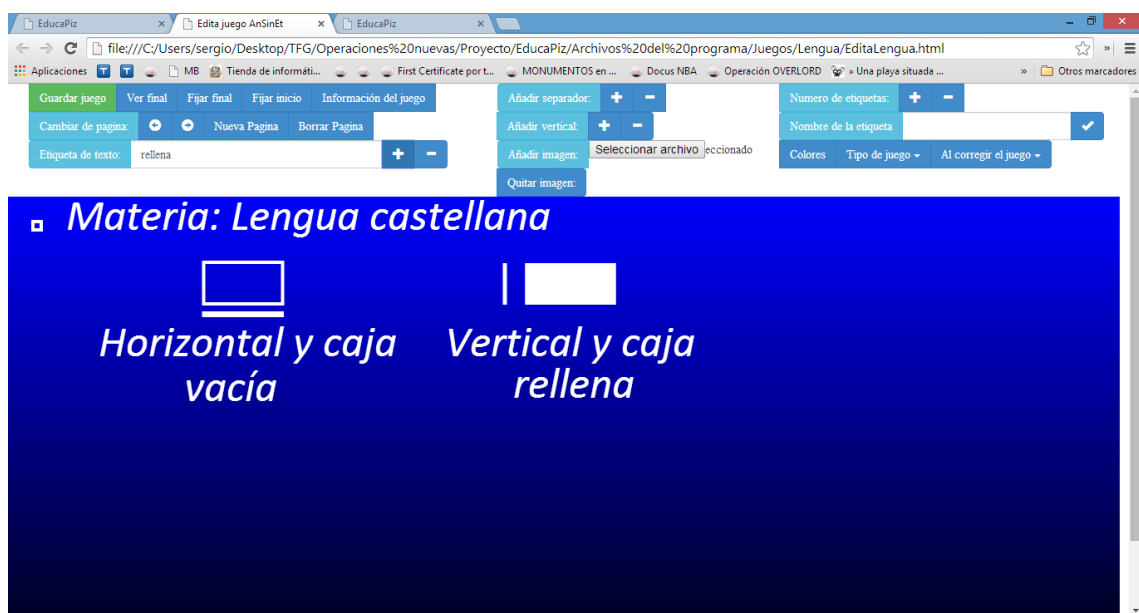 EducaPiz
Edita juego AnSinEt
EducaPiz
file:///C:/Users/sergio/Desktop/TFG/Operaciones%20nuevas/Proyecto/EducaPiz/Archivos%20del%20programa/Juegos/Lengua/EditaLengua.html
Aplicaciones T T MB Tienda de informáti... First Certificate por t... MONUMENTOS en ... Docus NBA Operación OVERLORD » Una playa situada ... » Otros marcadores
Guardar juego Ver final Fijar final Fijar inicio Información del juego Añadir separador: + − Numero de etiquetas: + −
Cambiar de pagina: Nueva Pagina Borrar Pagina Añadir vertical: + − Nombre de la etiqueta
Etiqueta de texto: rellena + − Añadir imagen: Seleccionar archivo eccionado Colores Tipo de juego Al corregir el juego
Quitar imagen:
Materia: Lengua castellana
Horizontal y caja
vacía
Vertical y caja
rellena